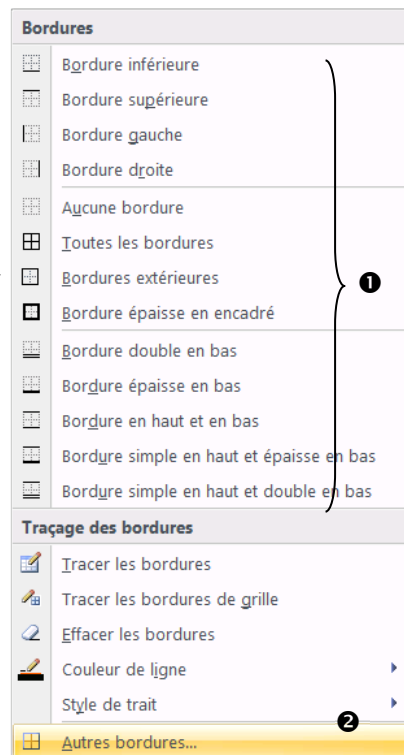 Bordures
Bordure inférieure
Bordure supérieure
Bordure gauche
Bordure droite
Aucune bordure
Toutes les bordures
Bordures extérieures
❶
Bordure épaisse en encadré
Bordure double en bas
Bordure épaisse en bas
Bordure en haut et en bas
Bordure simple en haut et épaisse en bas
Bordure simple en haut et double en bas
Traçage des bordures
Tracer les bordures
Tracer les bordures de grille
Effacer les bordures
Couleur de ligne
Style de trait
❷
Autres bordures...